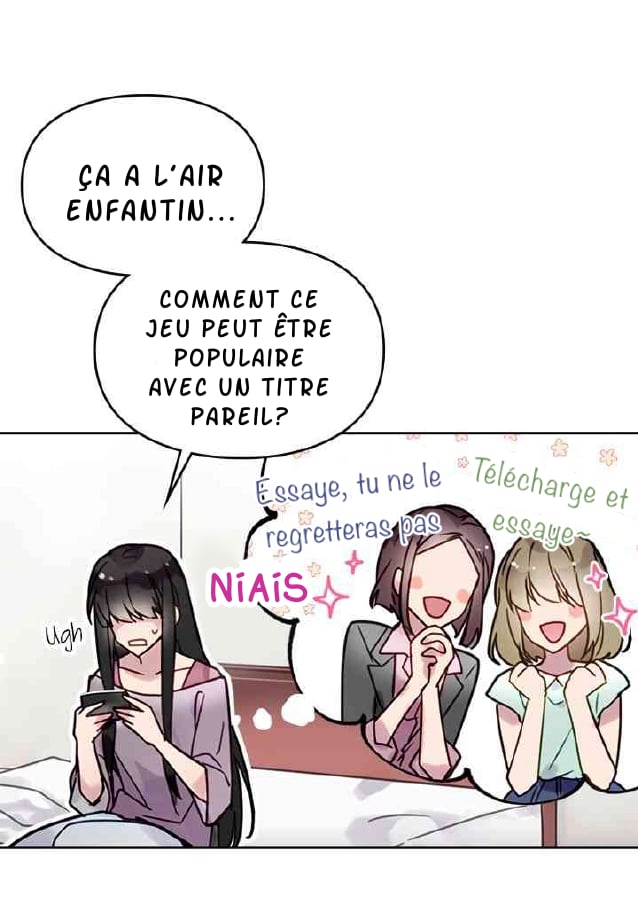 ÇA A L'AIR
ENFANTIN...
COMMENT CE
JEU PEUT ÊTRE
POPULAIRE
AVEC UN TITRE
PAREIL?
Essaye, tu ne le
regretteras pas
Télécharge et
essaye~
NiAiS
Ugh